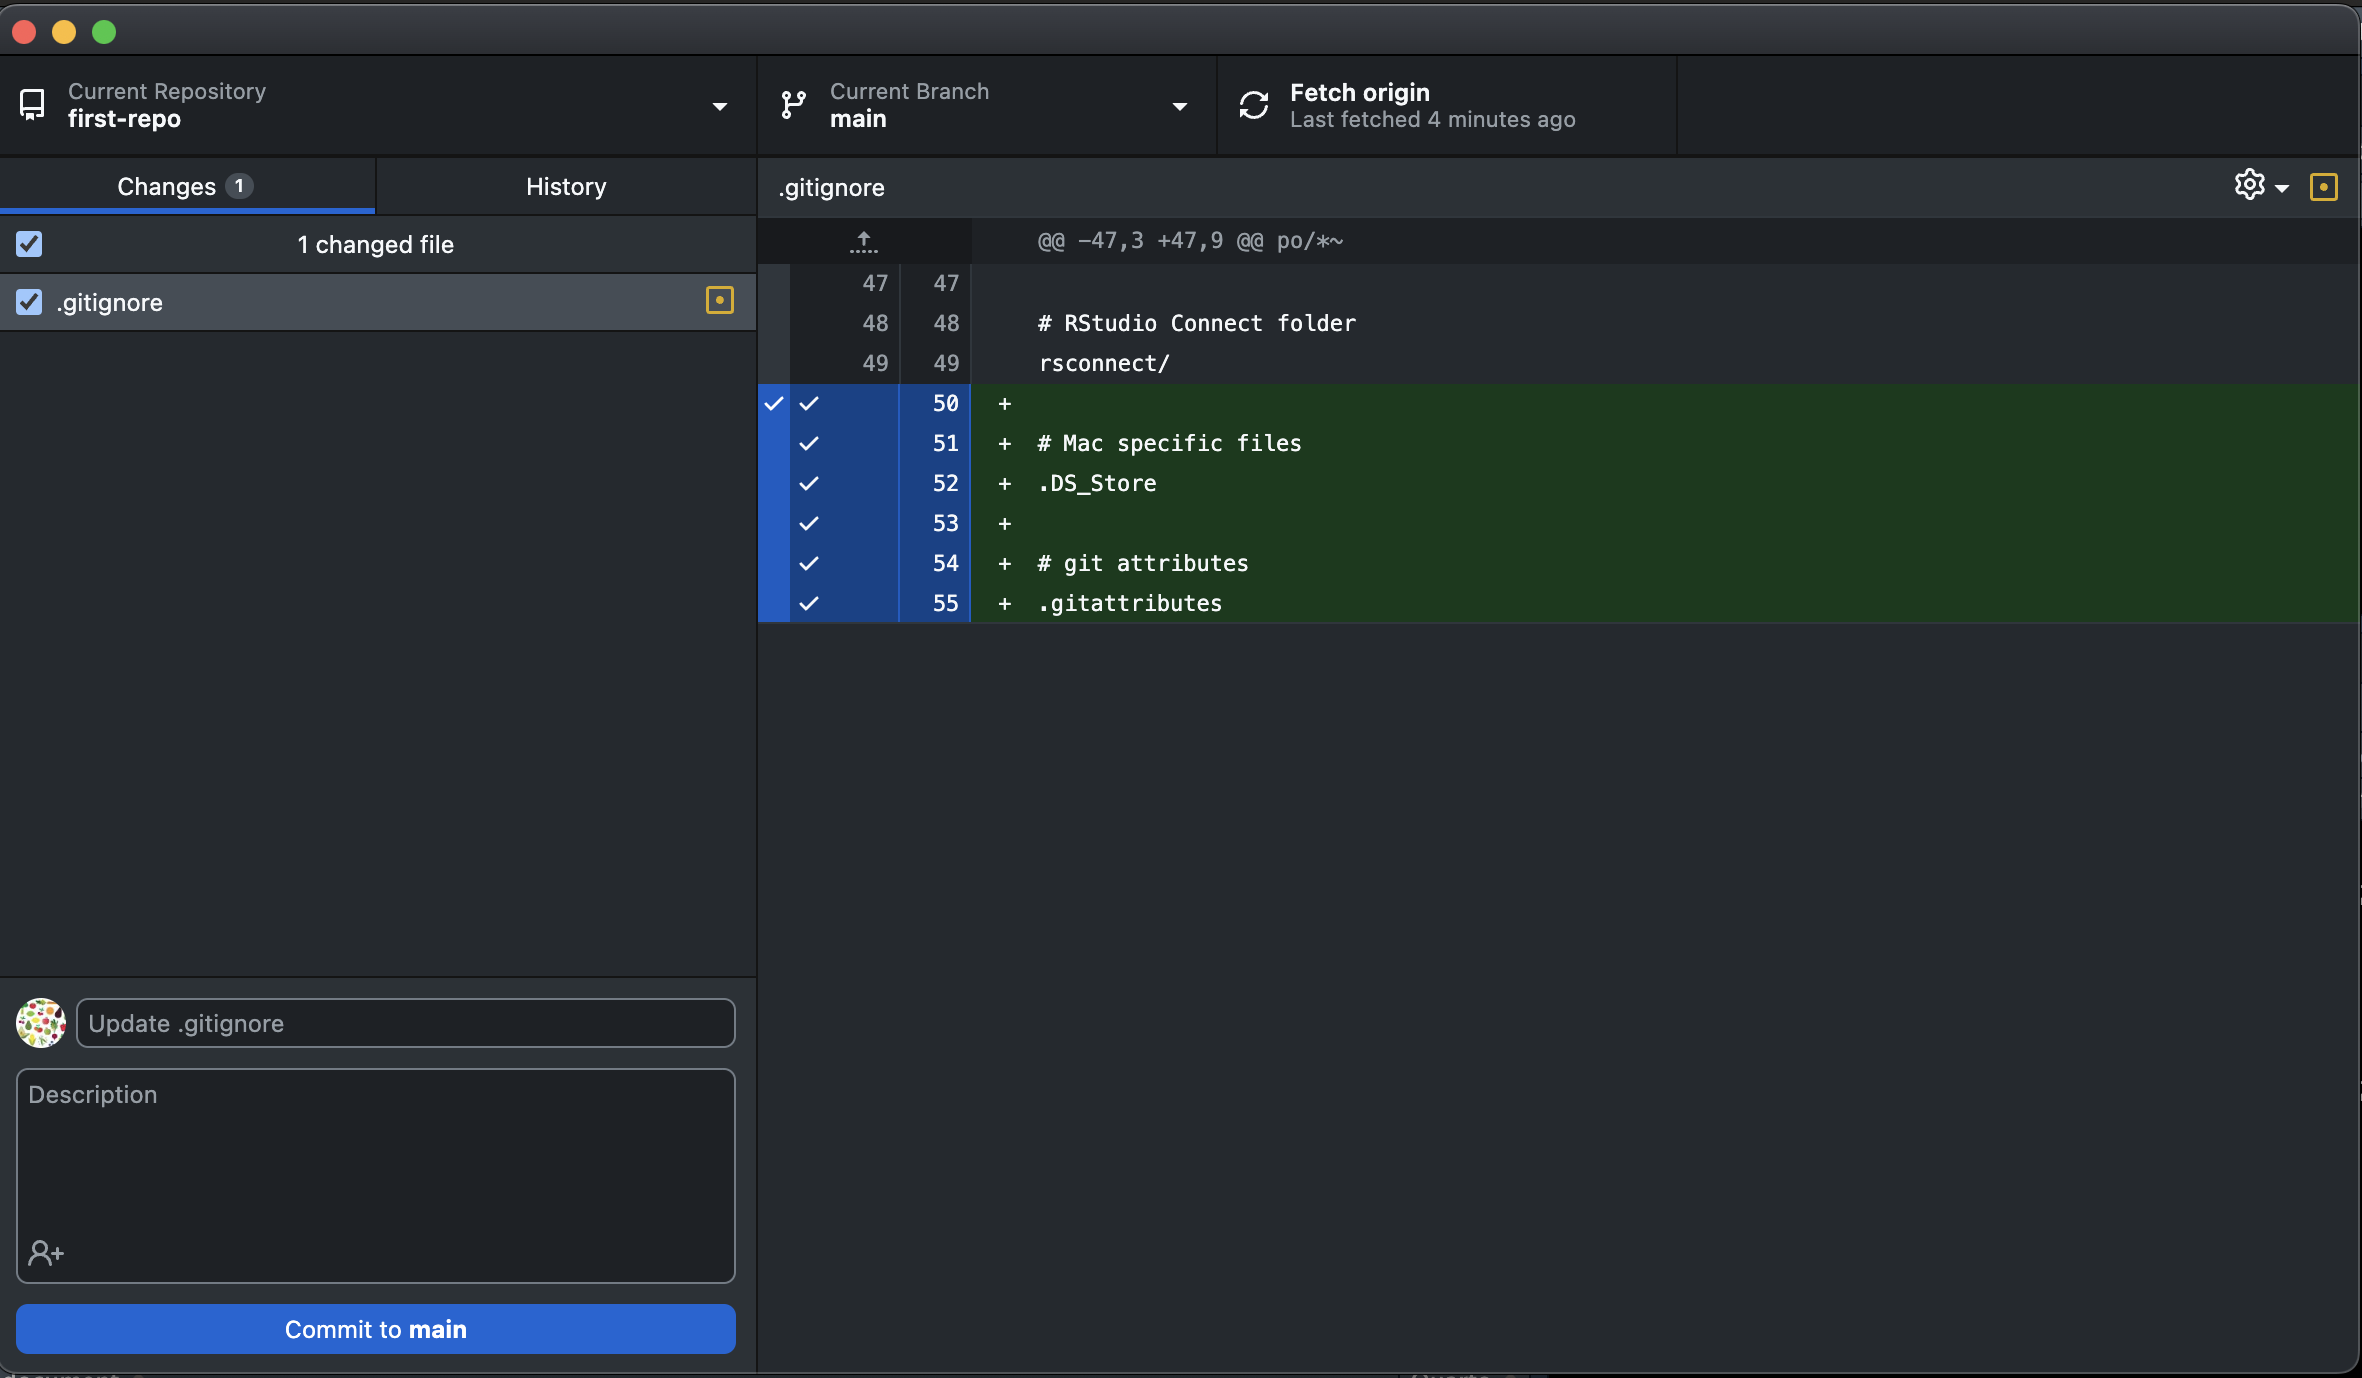 Current Repository
first-repo
Current Branch
main
Fetch origin
Last fetched 4 minutes ago
Changes 1
History
1 changed file
.gitignore
.gitignore
@@ -47,3 +47,9 @@ po/*~
47 47
48 48 # RStudio Connect folder
49 49 rsconnect/
50 +
51 + # Mac specific files
52 + .DS_Store
53 +
54 + # git attributes
55 + .gitattributes
Update .gitignore
Description
Commit to main